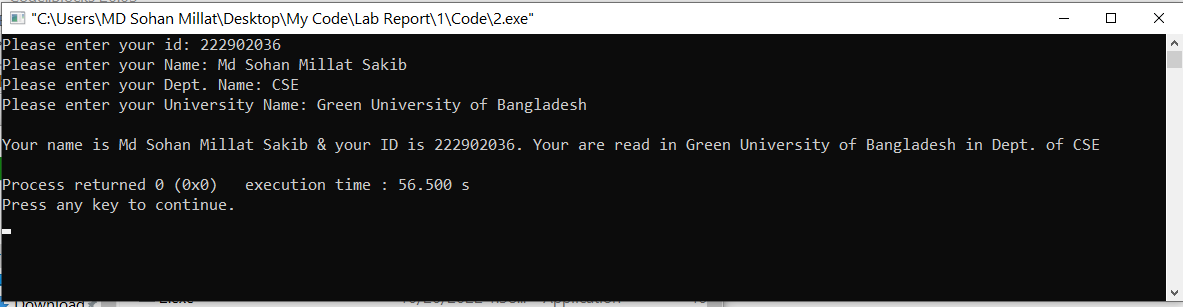 "C:\Users\MD Sohan Millat\Desktop\My Code\Lab Report\1\Code\2.exe"
Please enter your id: 222902036
Please enter your Name: Md Sohan Millat Sakib
Please enter your Dept. Name: CSE
Please enter your University Name: Green University of Bangladesh
Your name is Md Sohan Millat Sakib & your ID is 222902036. Your are read in Green University of Bangladesh in Dept. of CSE
Process returned 0 (0x0)   execution time : 56.500 s
Press any key to continue.
Download